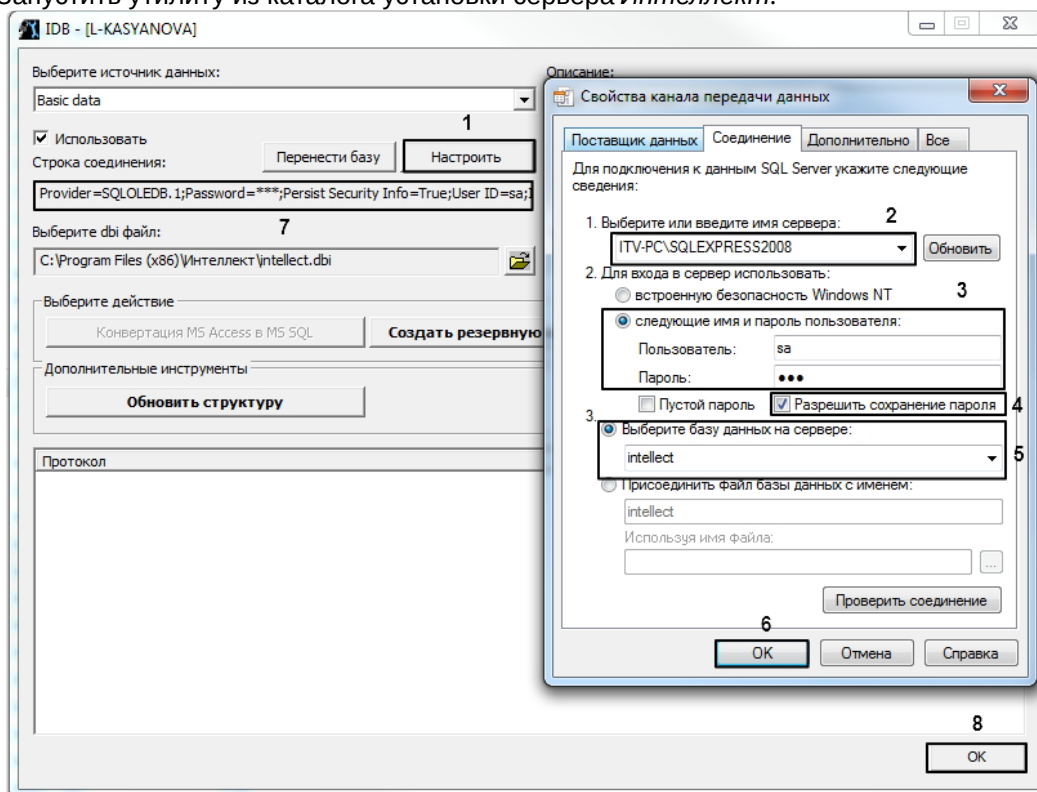 Запустить утилиту из каталога установки сервера Интеллект.
IDB - [L-KASYANOVA]
Выберите источник данных:
Описание:
Basic data
1
Использовать
Строка соединения:
Перенести базу
Настроить
Provider=SQLOLEDB.1;Password=***;Persist Security Info=True;User ID=sa;
7
Выберите dbi файл:
C:\Program Files (x86)\Интеллект\intellect.dbi
Выберите действие
Конвертация MS Access в MS SQL
Создать резервную
Дополнительные инструменты
Обновить структуру
Протокол
Свойства канала передачи данных
Поставщик данных
Соединение
Дополнительно
Все
Для подключения к данным SQL Server укажите следующие
сведения:
1. Выберите или введите имя сервера:
2
ITV-PC\SQLEXPRESS2008
Обновить
2. Для входа в сервер использовать:
встроенную безопасность Windows NT
3
следующие имя и пароль пользователя:
Пользователь:
sa
Пароль:
●●●
Пустой пароль
Разрешить сохранение пароля
4
3.
Выберите базу данных на сервере:
intellect
5
Присоединить файл базы данных с именем:
intellect
Используя имя файла:
...
Проверить соединение
6
OK
Отмена
Справка
8
OK